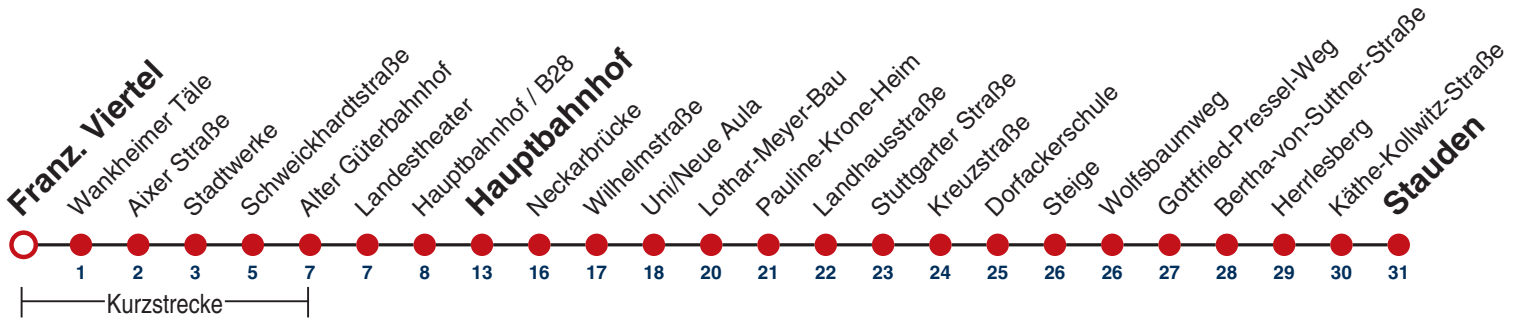 Franz. Viertel
Wankheimer Täle
Aixer Straße
Stadtwerke
Schweickhardtstraße
Alter Güterbahnhof
Landestheater
Hauptbahnhof / B28
Hauptbahnhof
Neckarbrücke
Wilhelmstraße
Uni/Neue Aula
Lothar-Meyer-Bau
Pauline-Krone-Heim
Landhausstraße
Stuttgarter Straße
Kreuzstraße
Dorfackerschule
Steige
Wolfsbaumweg
Gottfried-Pressel-Weg
Bertha-von-Suttner-Straße
Herrlesberg
Käthe-Kollwitz-Straße
Stauden
1 2 3 5 7 7 8 13 16 17 18 20 21 22 23 24 25 26 26 27 28 29 30 31
Kurzstrecke